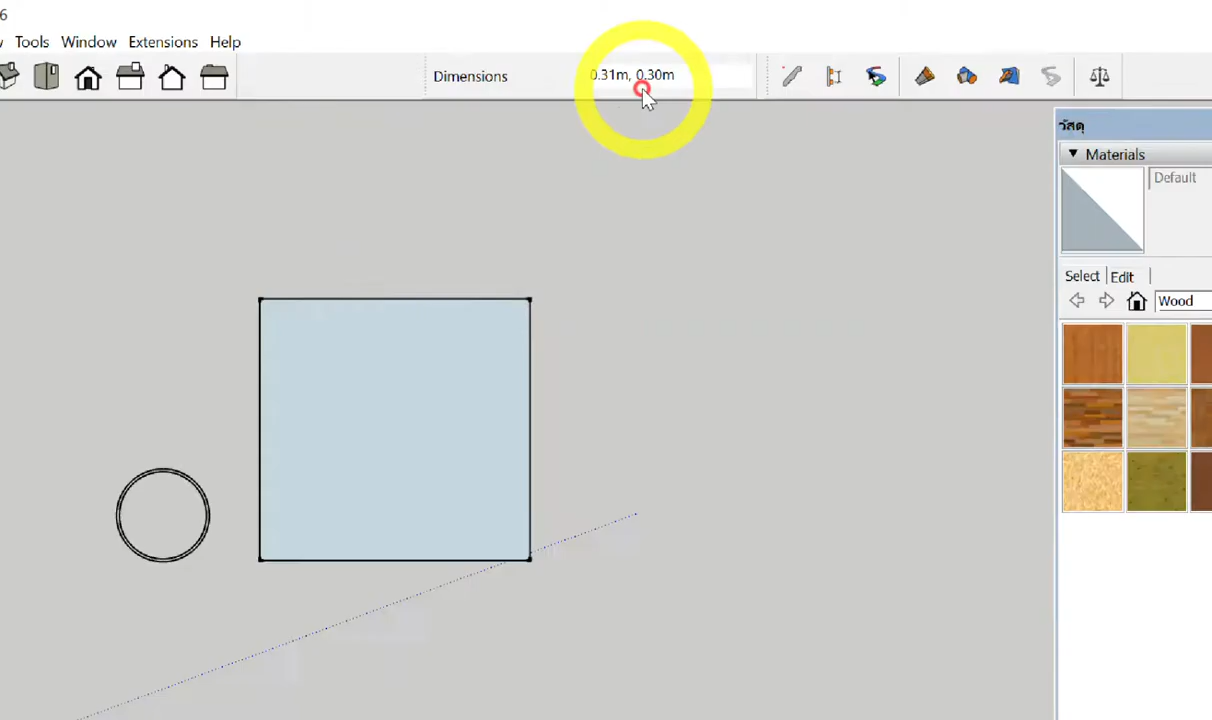 6
Tools Window Extensions Help
Dimensions 0.31m, 0.30m
วัสดุ
▼ Materials
Default
Select Edit
Wood